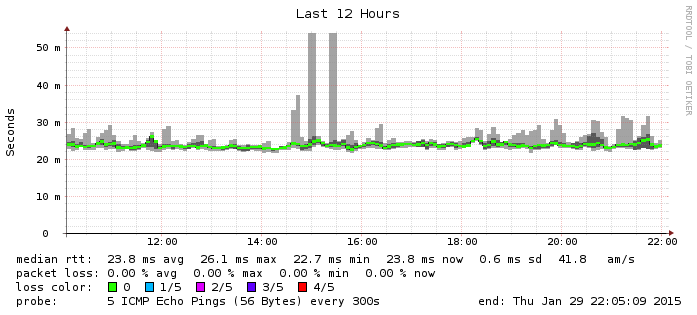 Last 12 Hours
RRDTOOL / TOBI OETIKER
Seconds
50 m
40 m
30 m
20 m
10 m
0
12:00 14:00 16:00 18:00 20:00 22:00
median rtt: 23.8 ms avg 26.1 ms max 22.7 ms min 23.8 ms now 0.6 ms sd 41.8 am/s
packet loss: 0.00 % avg 0.00 % max 0.00 % min 0.00 % now
loss color: 0 1/5 2/5 3/5 4/5
probe: 5 ICMP Echo Pings (56 Bytes) every 300s end: Thu Jan 29 22:05:09 2015